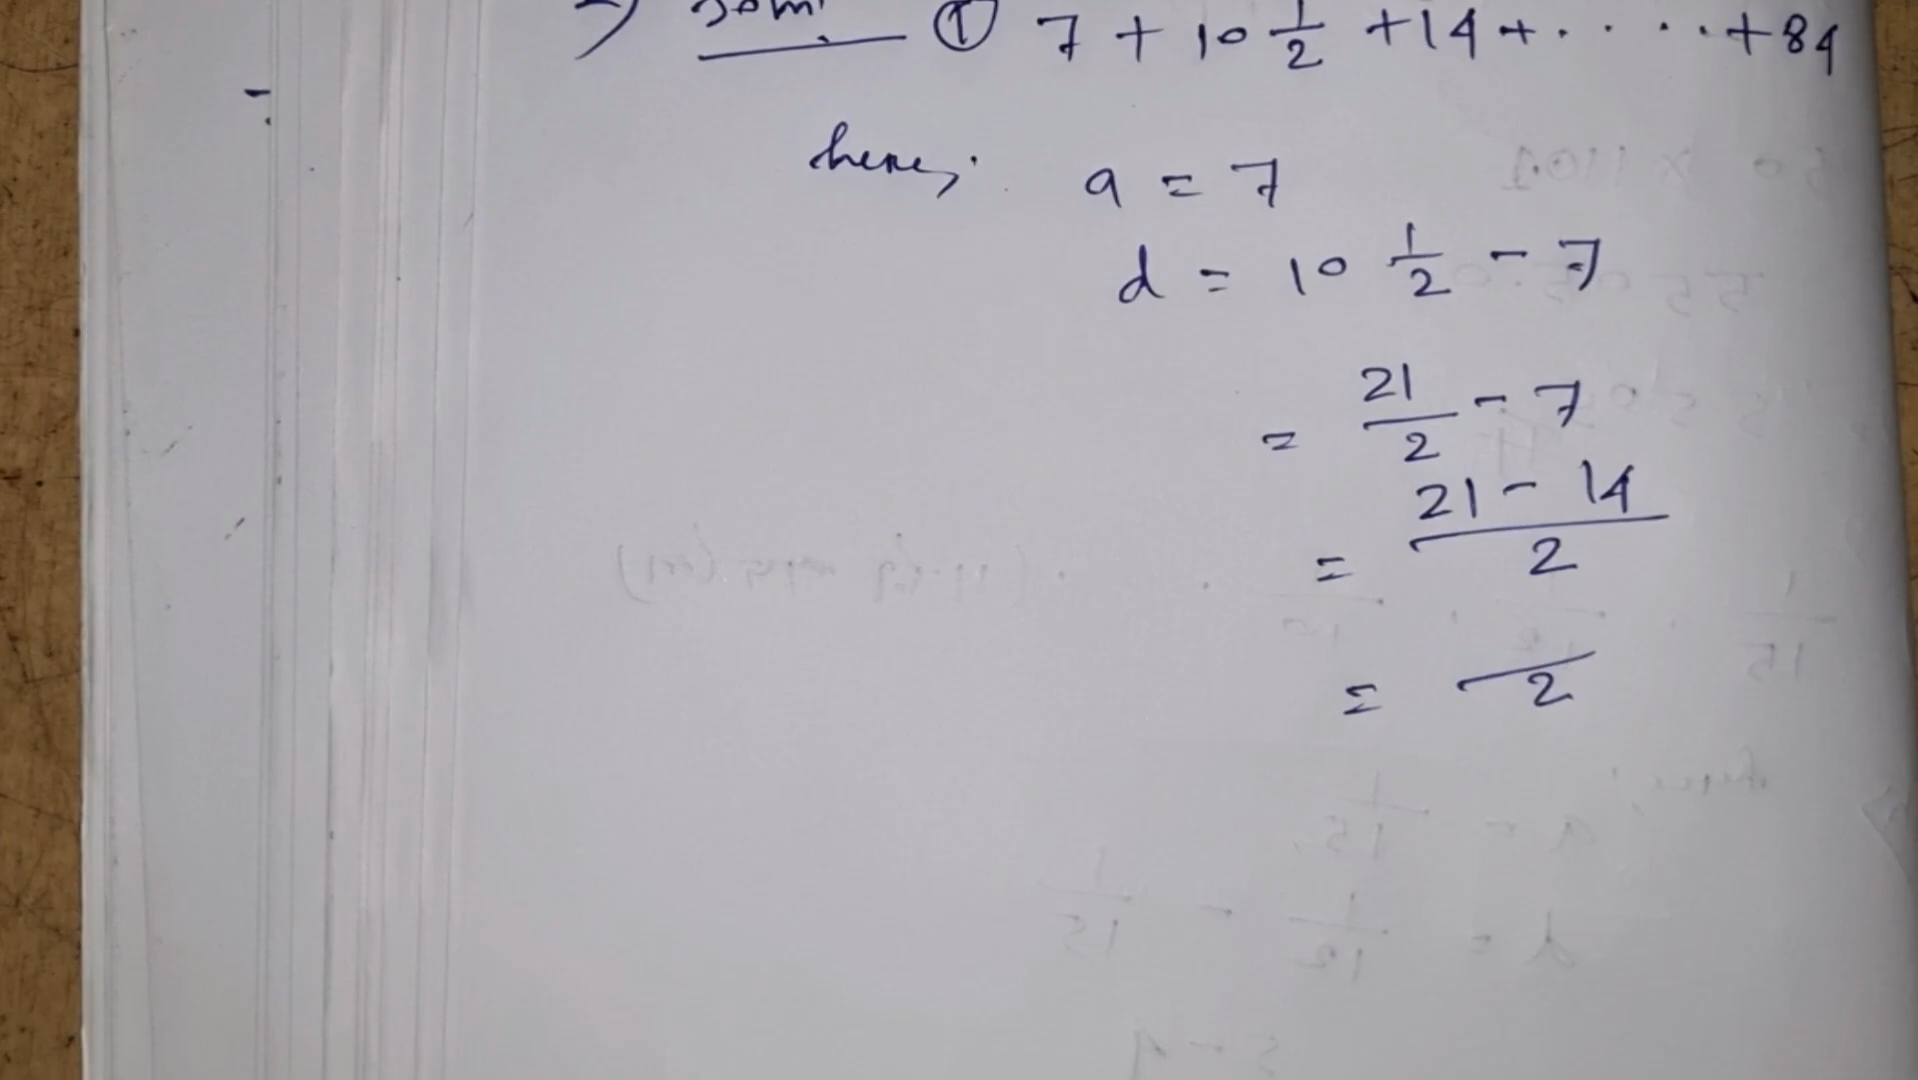 ① 7 + 10 1/2 + 14 + . . . . . + 84
here,
a = 7
d = 10 1/2 - 7
= 21/2 - 7
= (21 - 14)/2
= /2